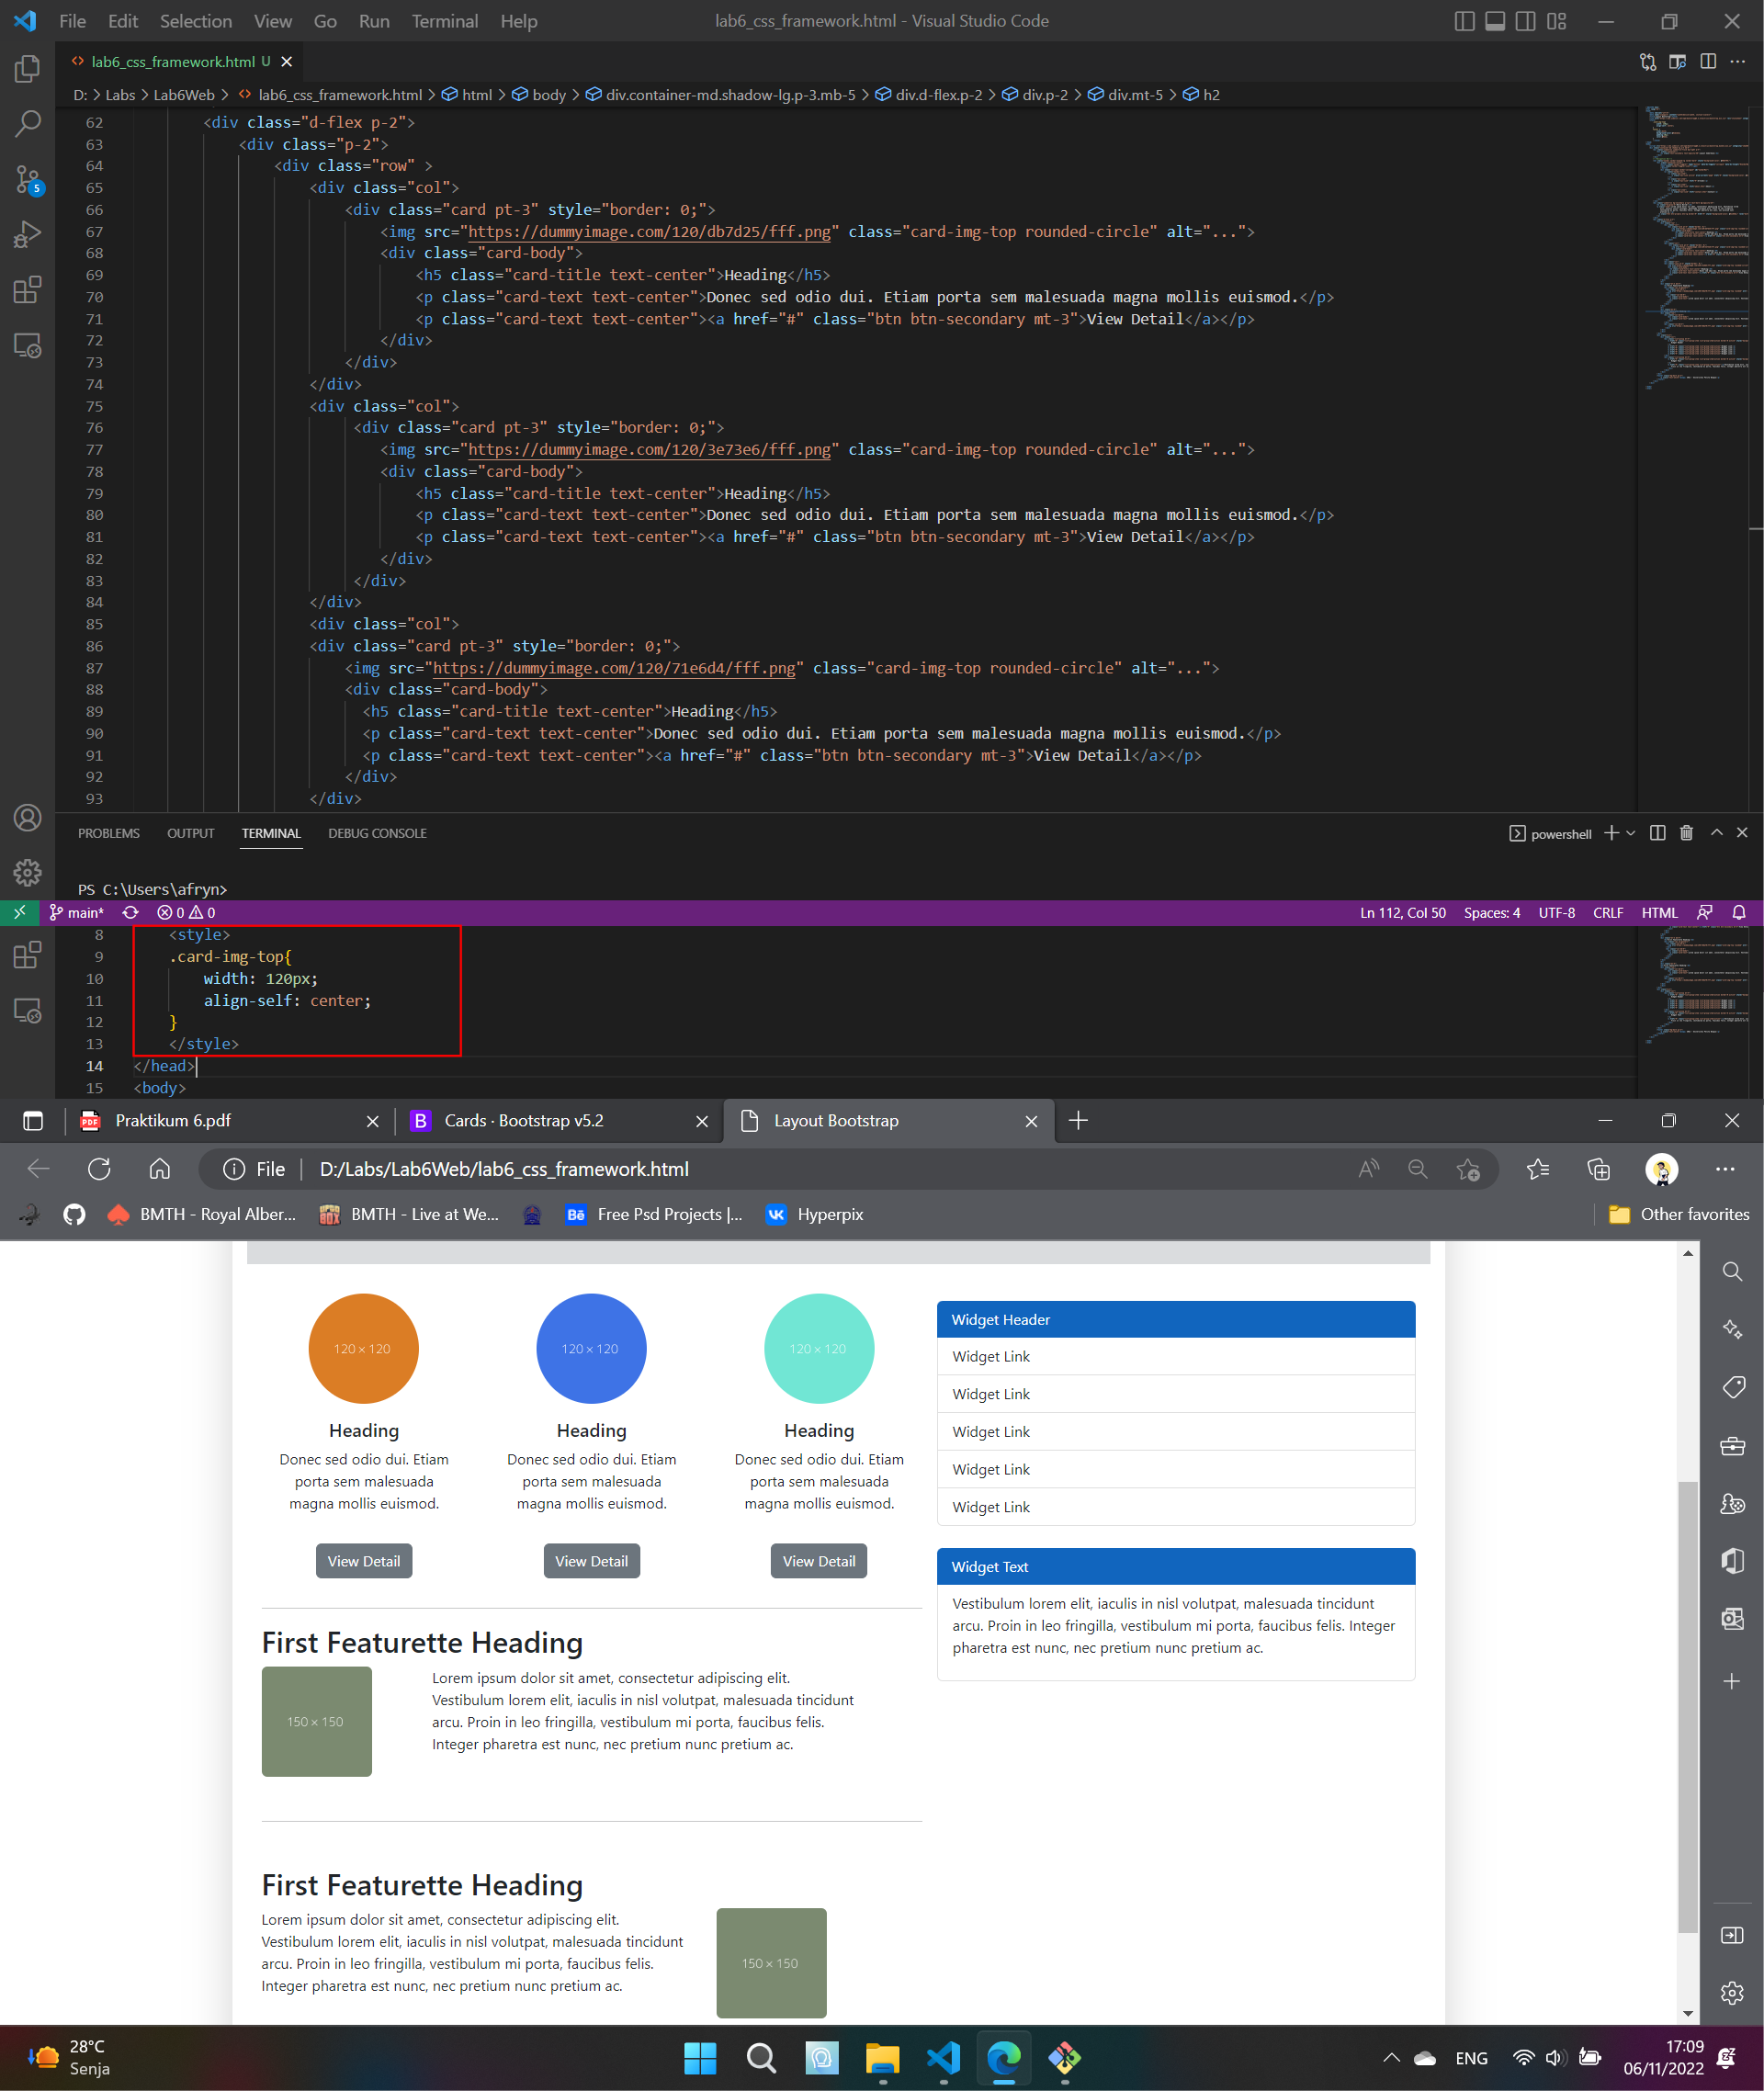 File Edit Selection View Go Run Terminal Help lab6_css_framework.html - Visual Studio Code
lab6_css_framework.html U
D: > Labs > Lab6Web > lab6_css_framework.html > html > body > div.container-md.shadow-lg.p-3.mb-5 > div.d-flex.p-2 > div.p-2 > div.mt-5 > h2
62 <div class="d-flex p-2">
63 <div class="p-2">
64 <div class="row" >
65 <div class="col">
66 <div class="card pt-3" style="border: 0;">
67 <img src="https://dummyimage.com/120/db7d25/fff.png" class="card-img-top rounded-circle" alt="...">
68 <div class="card-body">
69 <h5 class="card-title text-center">Heading</h5>
70 <p class="card-text text-center">Donec sed odio dui. Etiam porta sem malesuada magna mollis euismod.</p>
71 <p class="card-text text-center"><a href="#" class="btn btn-secondary mt-3">View Detail</a></p>
72 </div>
73 </div>
74 </div>
75 <div class="col">
76 <div class="card pt-3" style="border: 0;">
77 <img src="https://dummyimage.com/120/3e73e6/fff.png" class="card-img-top rounded-circle" alt="...">
78 <div class="card-body">
79 <h5 class="card-title text-center">Heading</h5>
80 <p class="card-text text-center">Donec sed odio dui. Etiam porta sem malesuada magna mollis euismod.</p>
81 <p class="card-text text-center"><a href="#" class="btn btn-secondary mt-3">View Detail</a></p>
82 </div>
83 </div>
84 </div>
85 <div class="col">
86 <div class="card pt-3" style="border: 0;">
87 <img src="https://dummyimage.com/120/71e6d4/fff.png" class="card-img-top rounded-circle" alt="...">
88 <div class="card-body">
89 <h5 class="card-title text-center">Heading</h5>
90 <p class="card-text text-center">Donec sed odio dui. Etiam porta sem malesuada magna mollis euismod.</p>
91 <p class="card-text text-center"><a href="#" class="btn btn-secondary mt-3">View Detail</a></p>
92 </div>
93 </div>
PROBLEMS OUTPUT TERMINAL DEBUG CONSOLE powershell
PS C:\Users\afryn>
main* 0 0 Ln 112, Col 50 Spaces: 4 UTF-8 CRLF HTML
5
8 <style>
9 .card-img-top{
10 width: 120px;
11 align-self: center;
12 }
13 </style>
14 </head>
15 <body>
PDF Praktikum 6.pdf B Cards · Bootstrap v5.2 Layout Bootstrap
File D:/Labs/Lab6Web/lab6_css_framework.html
BMTH - Royal Alber... BMTH - Live at We... Bē Free Psd Projects |... VK Hyperpix Other favorites
120 × 120 120 × 120 120 × 120
Heading Heading Heading
Donec sed odio dui. Etiam Donec sed odio dui. Etiam Donec sed odio dui. Etiam
porta sem malesuada porta sem malesuada porta sem malesuada
magna mollis euismod. magna mollis euismod. magna mollis euismod.
View Detail View Detail View Detail
Widget Header
Widget Link
Widget Link
Widget Link
Widget Link
Widget Link
Widget Text
Vestibulum lorem elit, iaculis in nisl volutpat, malesuada tincidunt
arcu. Proin in leo fringilla, vestibulum mi porta, faucibus felis. Integer
pharetra est nunc, nec pretium nunc pretium ac.
First Featurette Heading
150 × 150
Lorem ipsum dolor sit amet, consectetur adipiscing elit.
Vestibulum lorem elit, iaculis in nisl volutpat, malesuada tincidunt
arcu. Proin in leo fringilla, vestibulum mi porta, faucibus felis.
Integer pharetra est nunc, nec pretium nunc pretium ac.
First Featurette Heading
Lorem ipsum dolor sit amet, consectetur adipiscing elit.
Vestibulum lorem elit, iaculis in nisl volutpat, malesuada tincidunt
arcu. Proin in leo fringilla, vestibulum mi porta, faucibus felis.
Integer pharetra est nunc, nec pretium nunc pretium ac.
150 × 150
28°C
Senja
ENG
17:09
06/11/2022